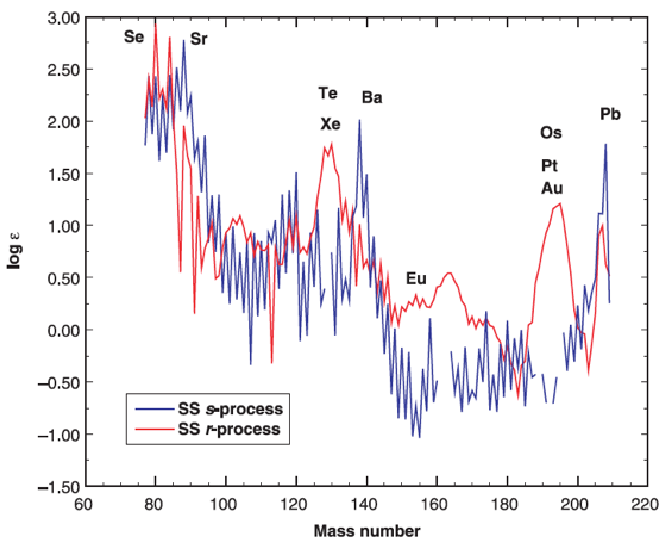 3.00
2.50
2.00
1.50
1.00
0.50
0.00
−0.50
−1.00
−1.50
log ε
Se
Sr
Te
Xe
Ba
Eu
Os
Pt
Au
Pb
SS s-process
SS r-process
60 80 100 120 140 160 180 200 220
Mass number